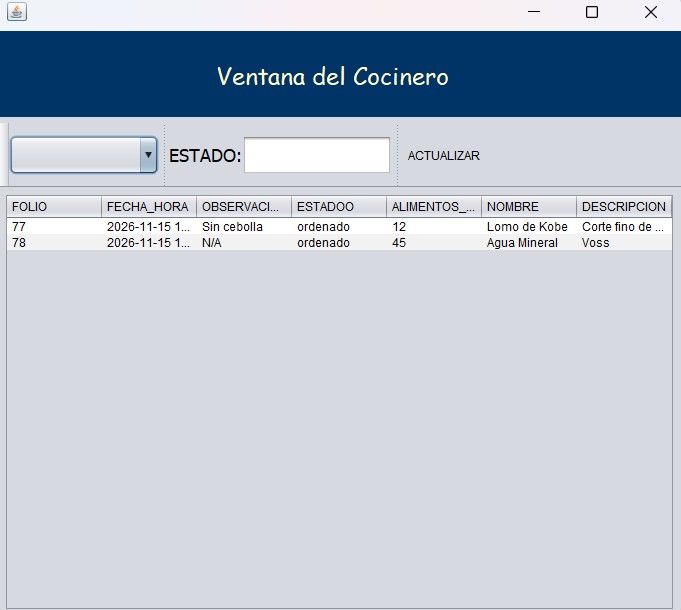 Ventana del Cocinero
ESTADO: ACTUALIZAR
FOLIO FECHA_HORA OBSERVACI... ESTADOO ALIMENTOS_... NOMBRE DESCRIPCION
77 2026-11-15 1... Sin cebolla ordenado 12 Lomo de Kobe Corte fino de ...
78 2026-11-15 1... N/A ordenado 45 Agua Mineral Voss